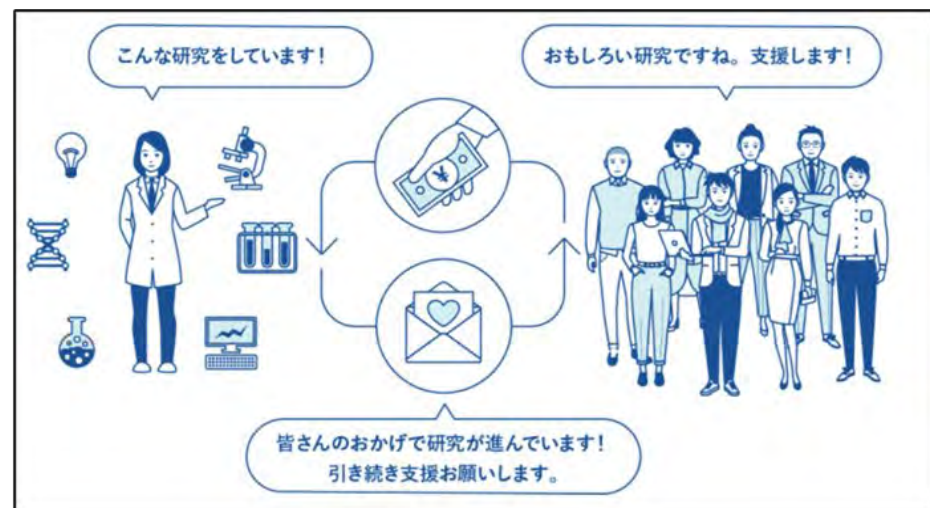 こんな研究をしています!
おもしろい研究ですね。支援します!
¥
皆さんのおかげで研究が進んでいます!
引き続き支援お願いします。